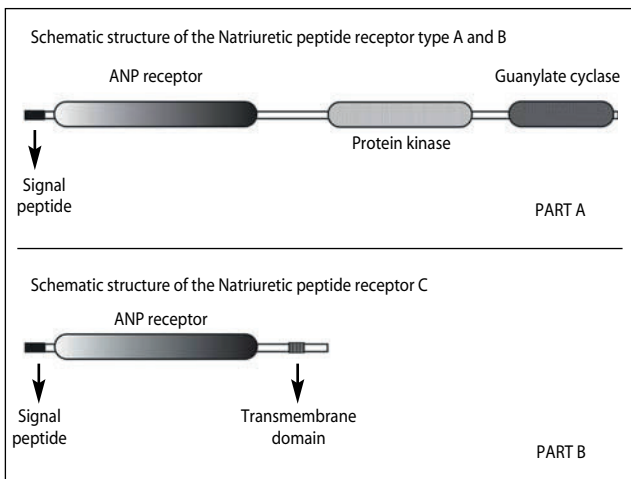 Schematic structure of the Natriuretic peptide receptor type A and B
ANP receptor
Guanylate cyclase
Protein kinase
Signal
peptide
PART A
Schematic structure of the Natriuretic peptide receptor C
ANP receptor
Signal
peptide
Transmembrane
domain
PART B